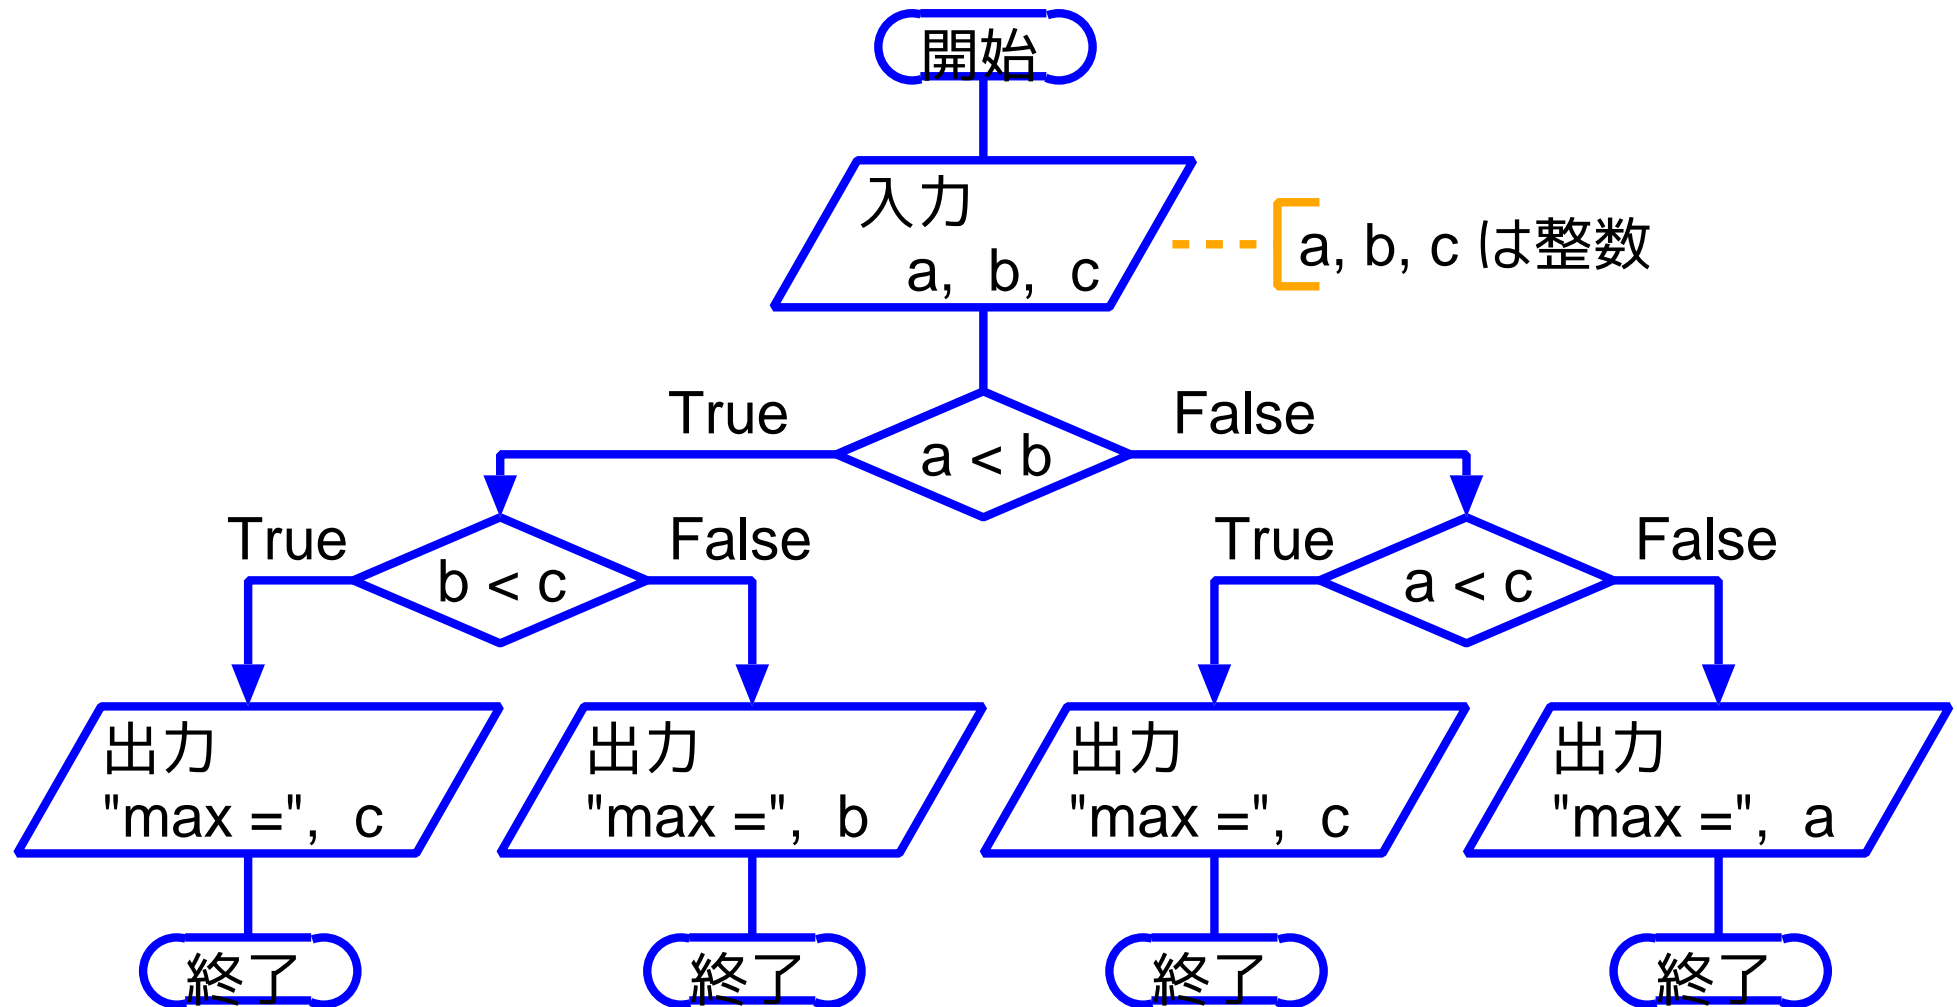 開始
入力
a, b, c
a, b, c は整数
True
False
a < b
True
False
True
False
b < c
a < c
出力
"max =", c
出力
"max =", b
出力
"max =", c
出力
"max =", a
終了
終了
終了
終了